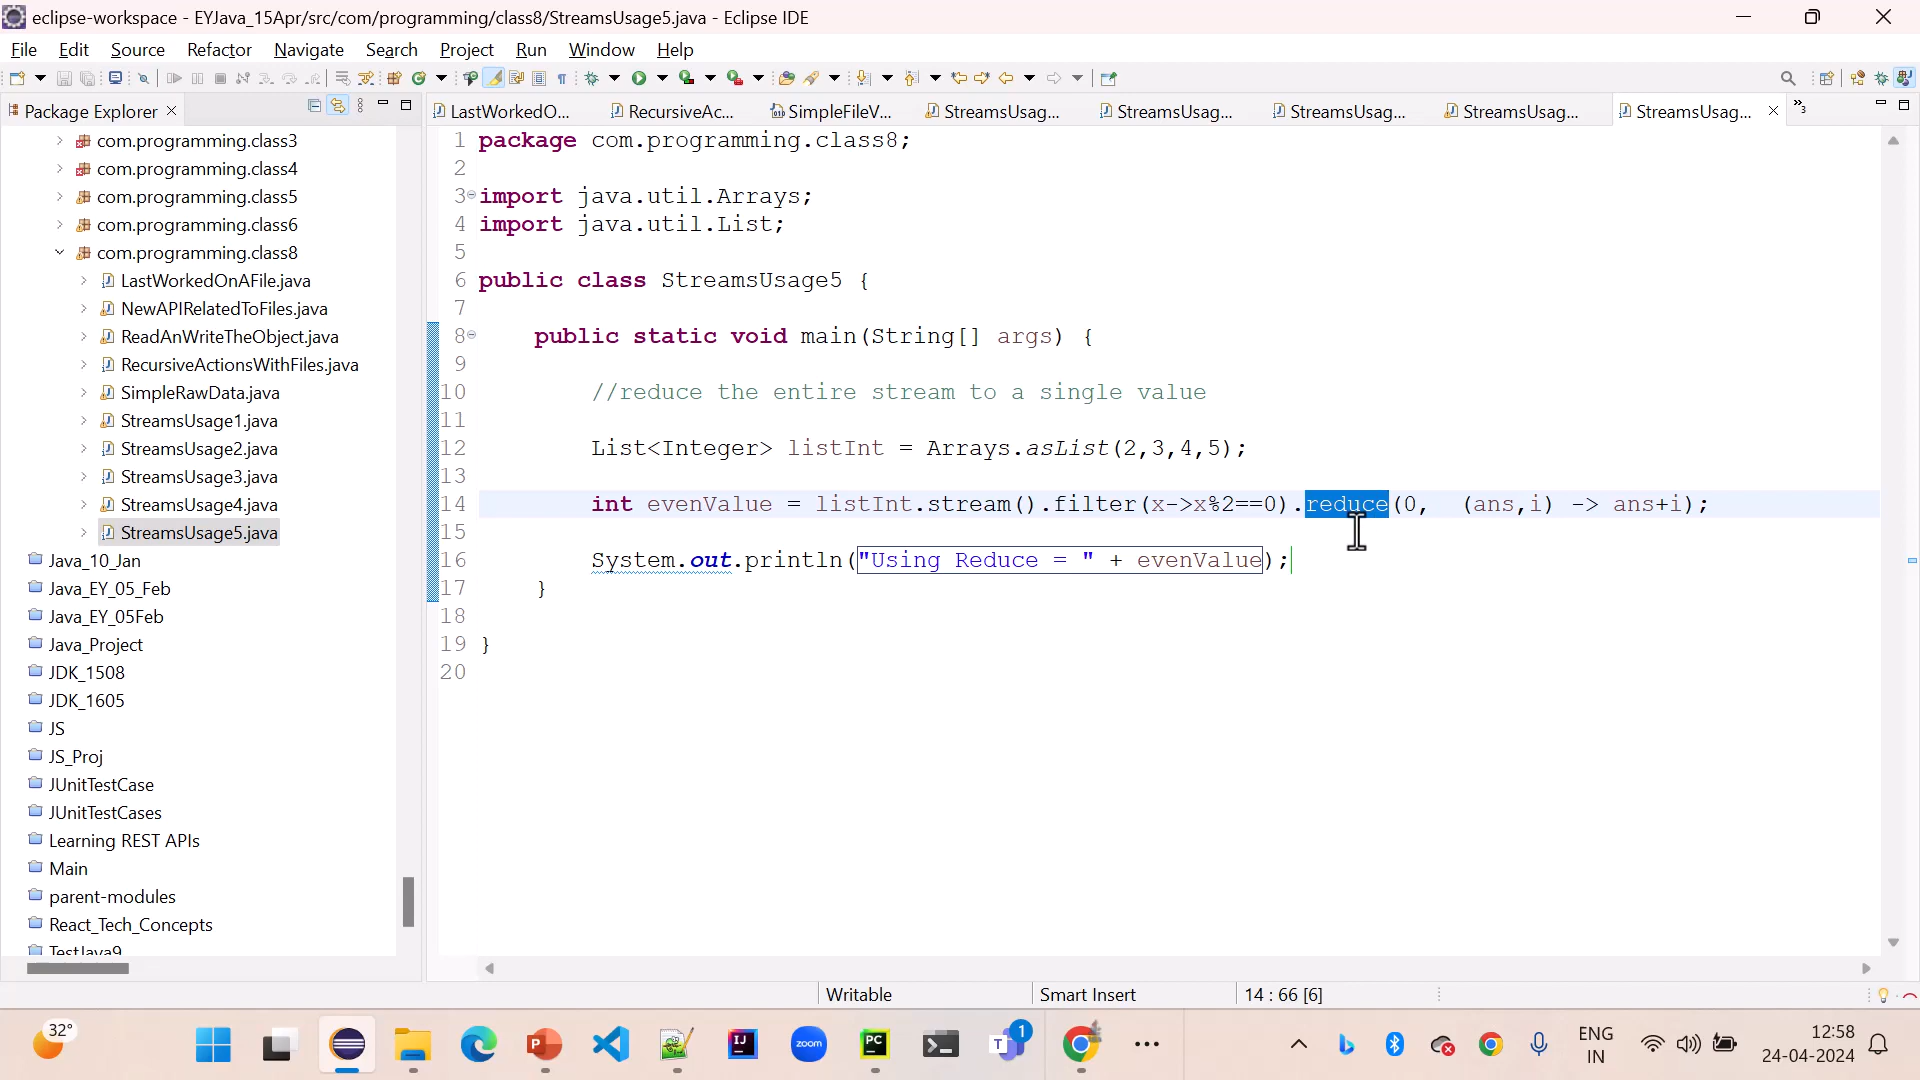 eclipse-workspace - EYJava_15Apr/src/com/programming/class8/StreamsUsage5.java - Eclipse IDE
File Edit Source Refactor Navigate Search Project Run Window Help
Package Explorer
LastWorkedO... RecursiveAc... SimpleFileV... StreamsUsag... StreamsUsag... StreamsUsag... StreamsUsag... StreamsUsag... »3
com.programming.class3
com.programming.class4
com.programming.class5
com.programming.class6
com.programming.class8
LastWorkedOnAFile.java
NewAPIRelatedToFiles.java
ReadAnWriteTheObject.java
RecursiveActionsWithFiles.java
SimpleRawData.java
StreamsUsage1.java
StreamsUsage2.java
StreamsUsage3.java
StreamsUsage4.java
StreamsUsage5.java
Java_10_Jan
Java_EY_05_Feb
Java_EY_05Feb
Java_Project
JDK_1508
JDK_1605
JS
JS_Proj
JUnitTestCase
JUnitTestCases
Learning REST APIs
Main
parent-modules
React_Tech_Concepts
TestJava9
1 package com.programming.class8;
2
3 import java.util.Arrays;
4 import java.util.List;
5
6 public class StreamsUsage5 {
7
8 public static void main(String[] args) {
9
10 //reduce the entire stream to a single value
11
12 List<Integer> listInt = Arrays.asList(2,3,4,5);
13
14 int evenValue = listInt.stream().filter(x->x%2==0).reduce(0,  (ans,i) -> ans+i);
15
16 System.out.println("Using Reduce = " + evenValue);
17 }
18
19 }
20
Writable Smart Insert 14 : 66 [6]
32° zoom 1 ENG IN 12:58 24-04-2024